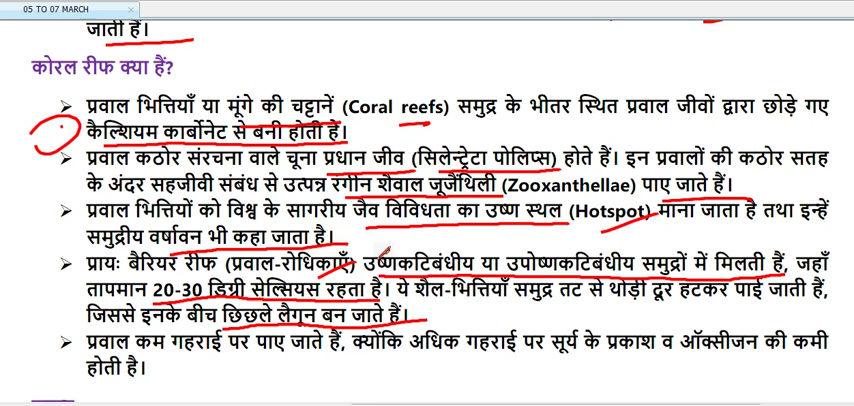 05 TO 07 MARCH
जाती हैं।
कोरल रीफ क्या हैं?
➢ प्रवाल भित्तियाँ या मूंगे की चट्टानें (Coral reefs) समुद्र के भीतर स्थित प्रवाल जीवों द्वारा छोड़े गए
कैल्शियम कार्बोनेट से बनी होती हैं।
➢ प्रवाल कठोर संरचना वाले चूना प्रधान जीव (सिलेन्ट्रेटा पोलिप्स) होते हैं। इन प्रवालों की कठोर सतह
के अंदर सहजीवी संबंध से उत्पन्न रंगीन शैवाल जूजैंथिली (Zooxanthellae) पाए जाते हैं।
➢ प्रवाल भित्तियों को विश्व के सागरीय जैव विविधता का उष्ण स्थल (Hotspot) माना जाता है तथा इन्हें
समुद्रीय वर्षावन भी कहा जाता है।
➢ प्रायः बैरियर रीफ (प्रवाल-रोधिकाएँ) उष्णकटिबंधीय या उपोष्णकटिबंधीय समुद्रों में मिलती हैं, जहाँ
तापमान 20-30 डिग्री सेल्सियस रहता है। ये शैल-भित्तियाँ समुद्र तट से थोड़ी दूर हटकर पाई जाती हैं,
जिससे इनके बीच छिछले लैगून बन जाते हैं।
➢ प्रवाल कम गहराई पर पाए जाते हैं, क्योंकि अधिक गहराई पर सूर्य के प्रकाश व ऑक्सीजन की कमी
होती है।